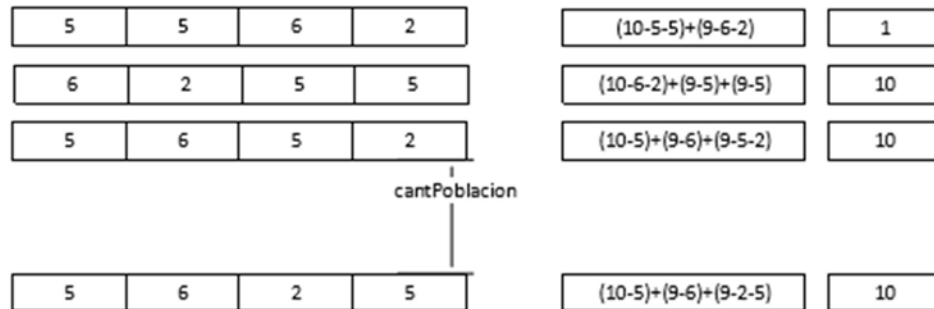 5 5 6 2 (10-5-5)+(9-6-2) 1
6 2 5 5 (10-6-2)+(9-5)+(9-5) 10
5 6 5 2 (10-5)+(9-6)+(9-5-2) 10
cantPoblacion
5 6 2 5 (10-5)+(9-6)+(9-2-5) 10